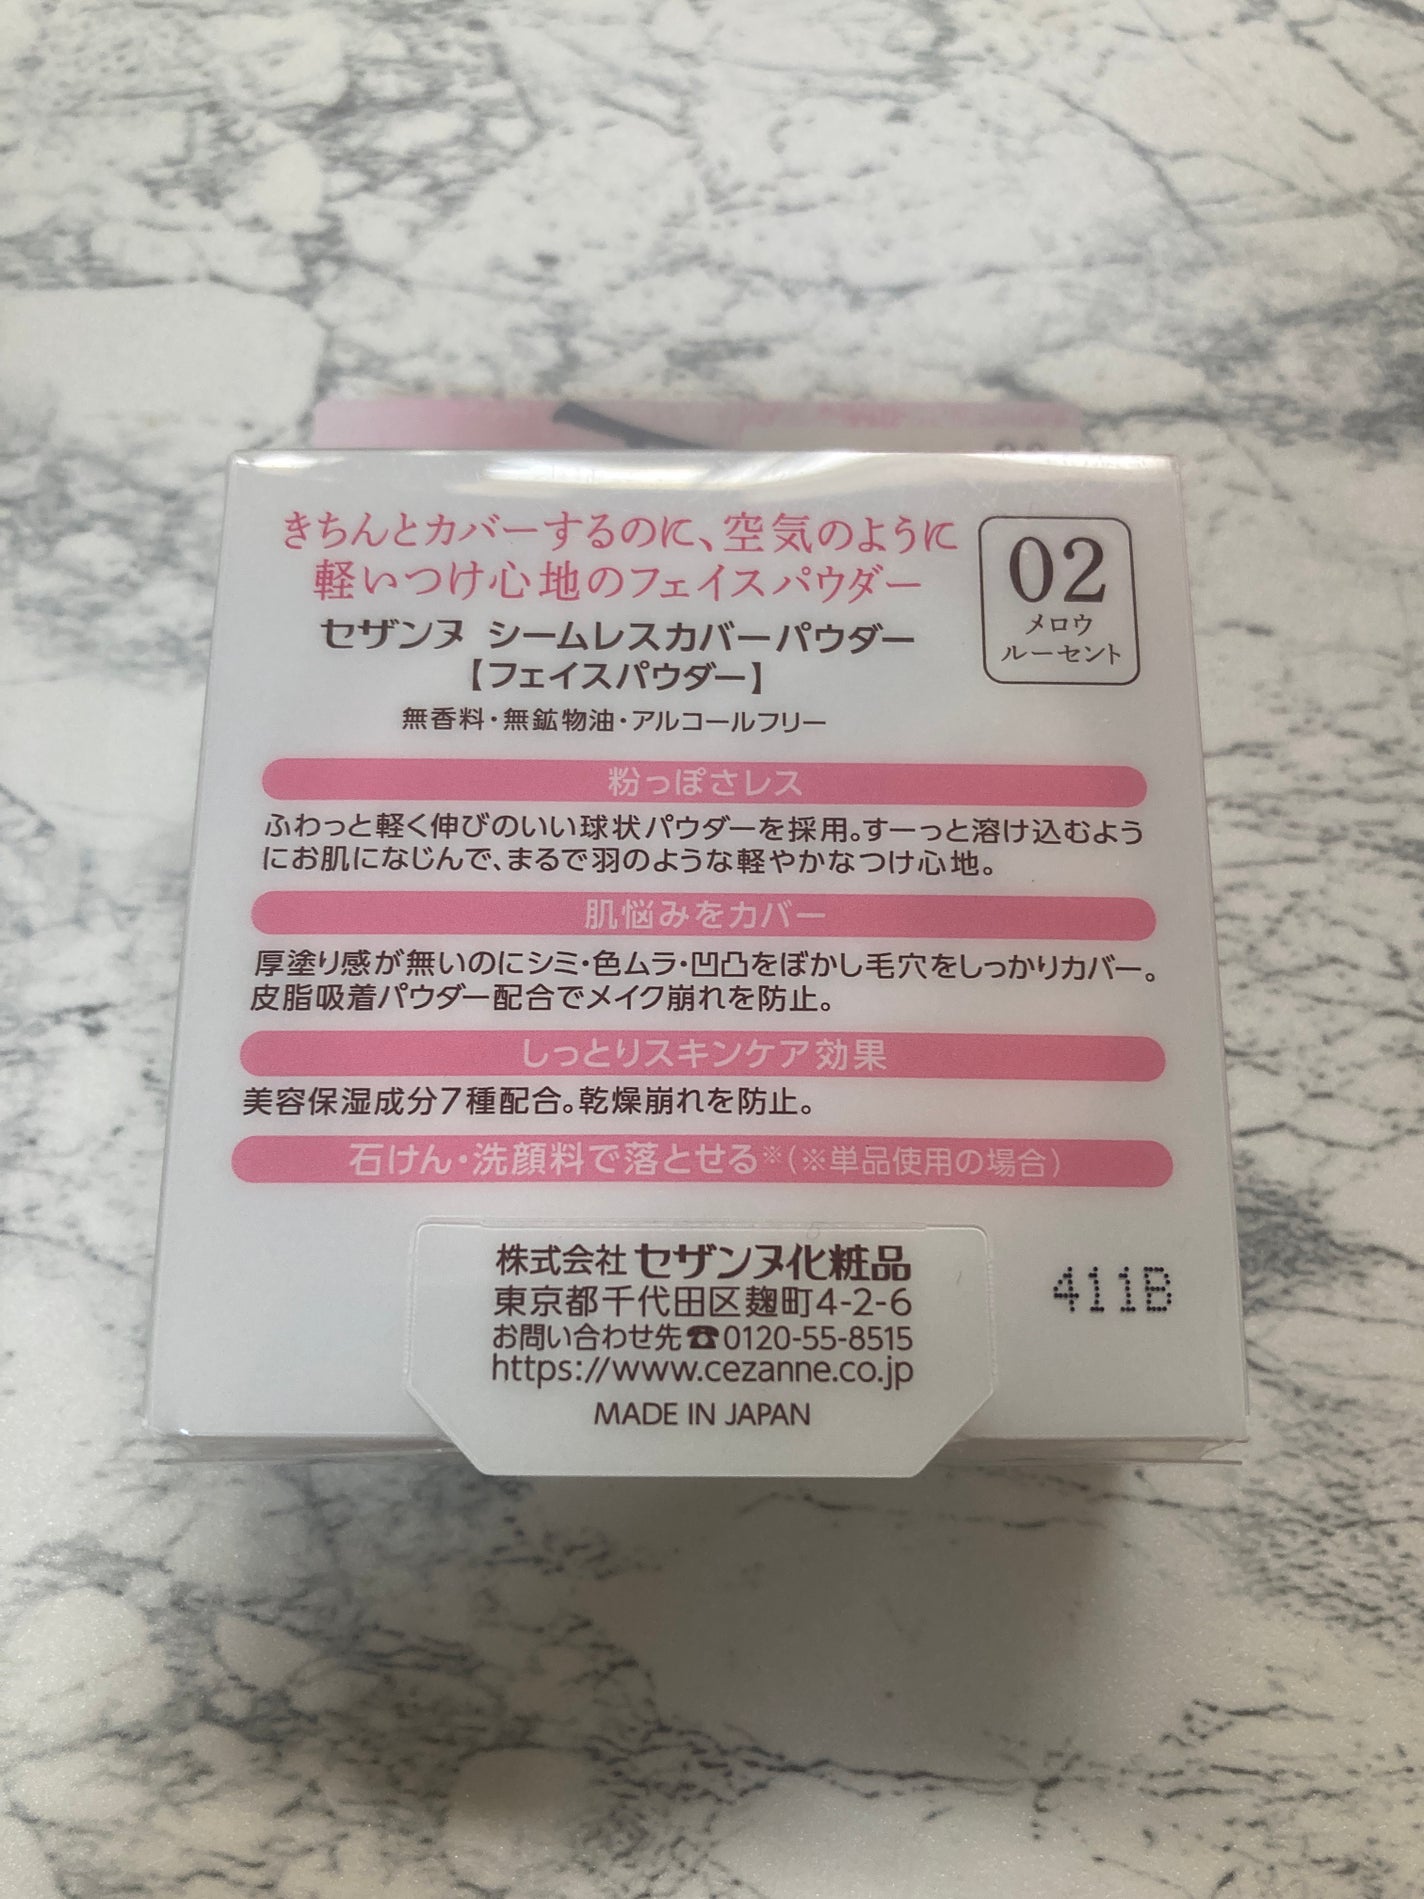 きちんとカバーするのに、空気のように
軽いつけ心地のフェイスパウダー
セザンヌ シームレスカバーパウダー
【フェイスパウダー】
無香料・無鉱物油・アルコールフリー
02
メロウ
ルーセント
粉っぽさレス
ふわっと軽く伸びのいい球状パウダーを採用。すーっと溶け込むよう
にお肌になじんで、まるで羽のような軽やかなつけ心地。
肌悩みをカバー
厚塗り感が無いのにシミ・色ムラ・凹凸をぼかし毛穴をしっかりカバー。
皮脂吸着パウダー配合でメイク崩れを防止。
しっとりスキンケア効果
美容保湿成分7種配合。乾燥崩れを防止。
石けん・洗顔料で落とせる※(※単品使用の場合)
株式会社 セザンヌ化粧品
東京都千代田区麹町4-2-6
お問い合わせ先☎0120-55-8515
https://www.cezanne.co.jp
MADE IN JAPAN
411B